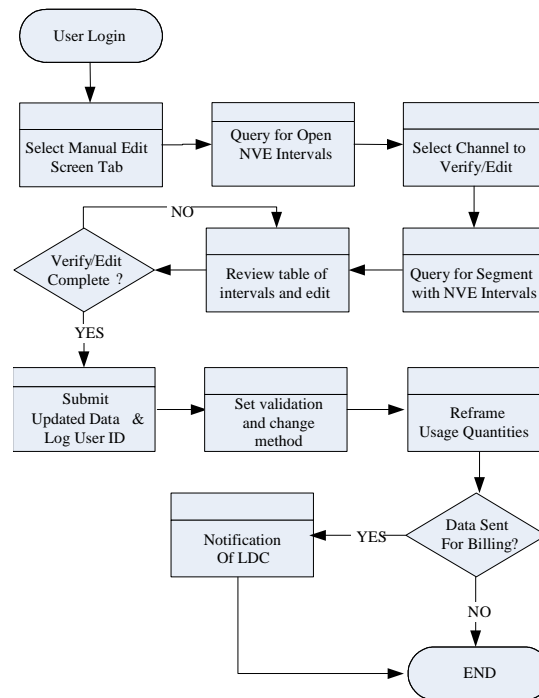 User Login
Select Manual Edit
Screen Tab
Query for Open
NVE Intervals
Select Channel to
Verify/Edit
NO
Verify/Edit
Complete ?
Review table of
intervals and edit
Query for Segment
with NVE Intervals
YES
Submit
Updated Data &
Log User ID
Set validation
and change
method
Reframe
Usage Quantities
Data Sent
For Billing?
YES
Notification
Of LDC
NO
END